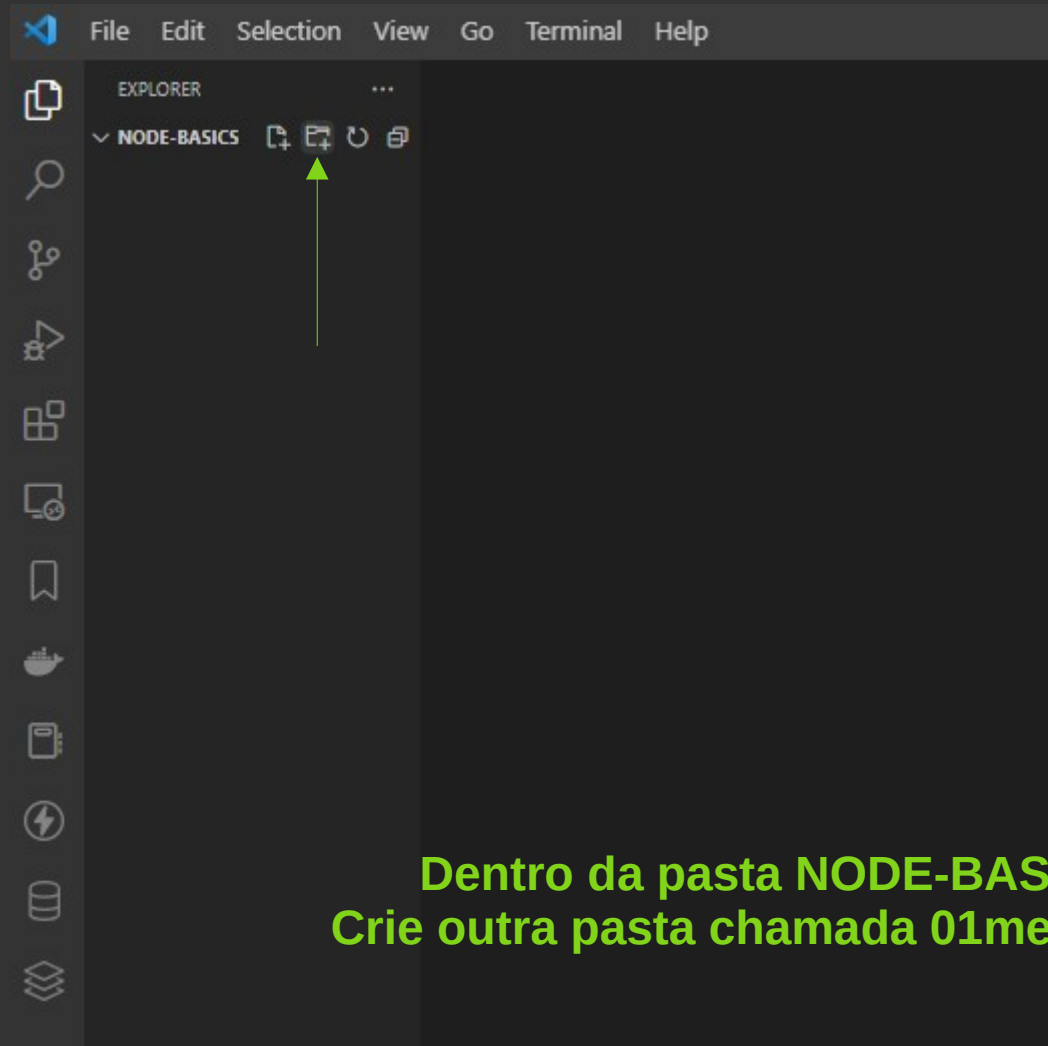 File Edit Selection View Go Terminal Help
EXPLORER
NODE-BASICS
Dentro da pasta NODE-BAS
Crie outra pasta chamada 01me